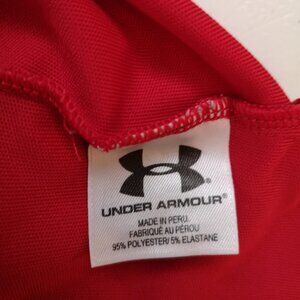 UNDER ARMOUR®
MADE IN PERU.
FABRIQUÉ AU PÉROU
95% POLYESTER/ 5% ELASTANE